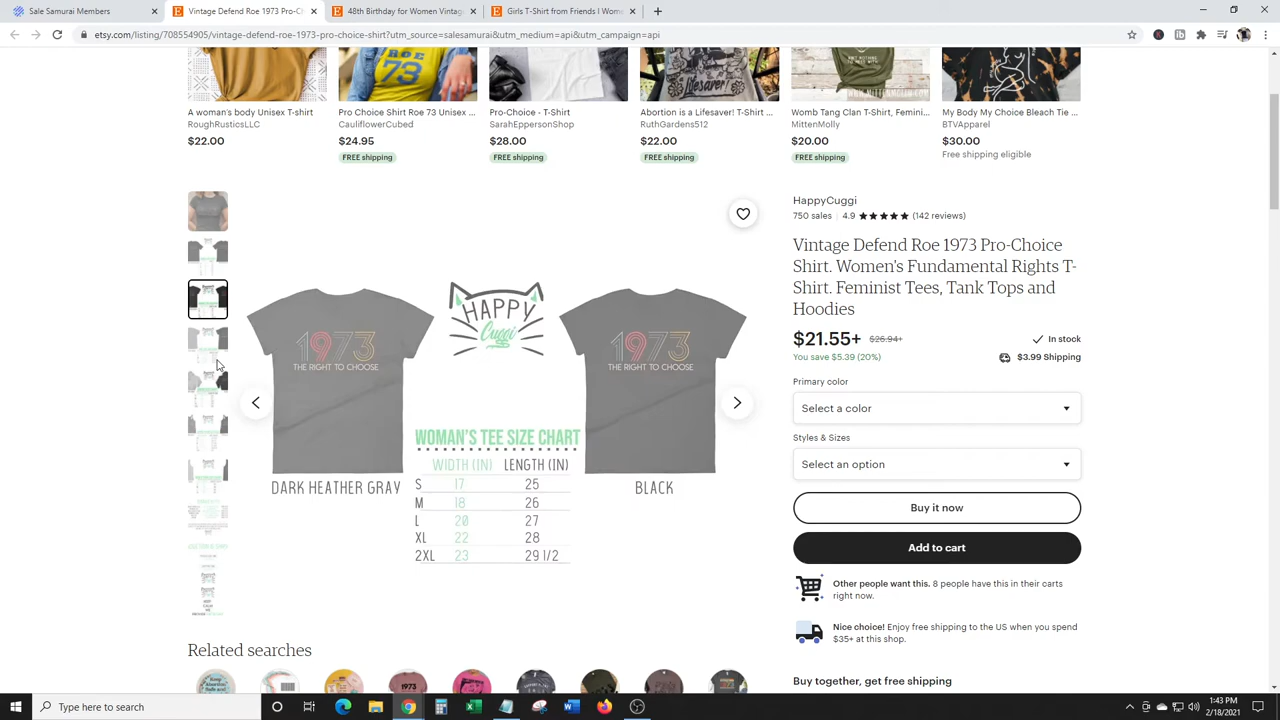 Sale Samurai Members
Vintage Defend Roe 1973 Pro-C
48th Birthday Vintage Funny
Girls T-Shirt from Friends I Wome
etsy.com/listing/708554905/vintage-defend-roe-1973-pro-choice-shirt?utm_source=salesamurai&utm_medium=api&utm_campaign=api
73
Lifesaver!
A woman's body Unisex T-shirt
RoughRusticsLLC
$22.00
Pro Choice Shirt Roe 73 Unisex ...
CauliflowerCubed
$24.95
FREE shipping
Pro-Choice - T-Shirt
SarahEppersonShop
$28.00
FREE shipping
Abortion is a Lifesaver! T-Shirt ...
RuthGardens512
$22.00
FREE shipping
Womb Tang Clan T-Shirt, Femini...
MittenMolly
$20.00
FREE shipping
My Body My Choice Bleach Tie ...
BTVApparel
$30.00
Free shipping eligible
1973
THE RIGHT TO CHOOSE
HAPPY
Cuggi
1973
THE RIGHT TO CHOOSE
WOMAN'S TEE SIZE CHART
WIDTH (IN) LENGTH (IN)
S 17 25
M 18 26
L 20 27
XL 22 28
2XL 23 29 1/2
DARK HEATHER GRAY
BLACK
HappyCuggi
750 sales 4.9 (142 reviews)
Vintage Defend Roe 1973 Pro-Choice
Shirt. Women's Fundamental Rights T-
Shirt. Feminist Tees, Tank Tops and
Hoodies
$21.55+ $26.94+ In stock
You save $5.39 (20%) $3.99 Shipping
Primary color
Select a color
Styles & Sizes
Select an option
Buy it now
Add to cart
Other people want this. 8 people have this in their carts
right now.
Nice choice! Enjoy free shipping to the US when you spend
$35+ at this shop.
Buy together, get free shipping
Related searches
1973
Type here to search
1:43 PM
2/18/2021